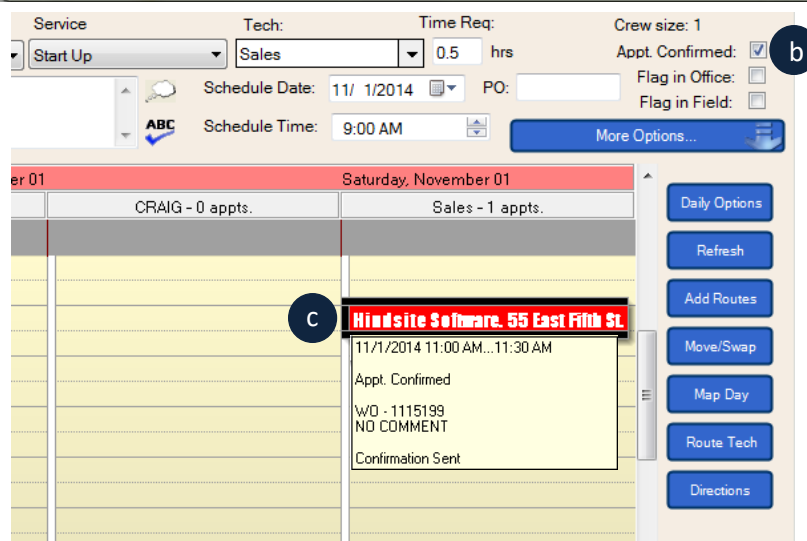 Service Tech: Time Req: Crew size: 1
Start Up Sales 0.5 hrs Appt. Confirmed: b
Flag in Office:
Schedule Date: 11/ 1/2014 PO:
Flag in Field:
ABC Schedule Time: 9:00 AM
More Options...
er 01 Saturday, November 01
CRAIG - 0 appts. Sales - 1 appts.
Daily Options
Refresh
Add Routes
c Hindsite Software. 55 East Fifth St.
11/1/2014 11:00 AM...11:30 AM
Move/Swap
Appt. Confirmed
Map Day
WO - 1115199
NO COMMENT
Route Tech
Confirmation Sent
Directions